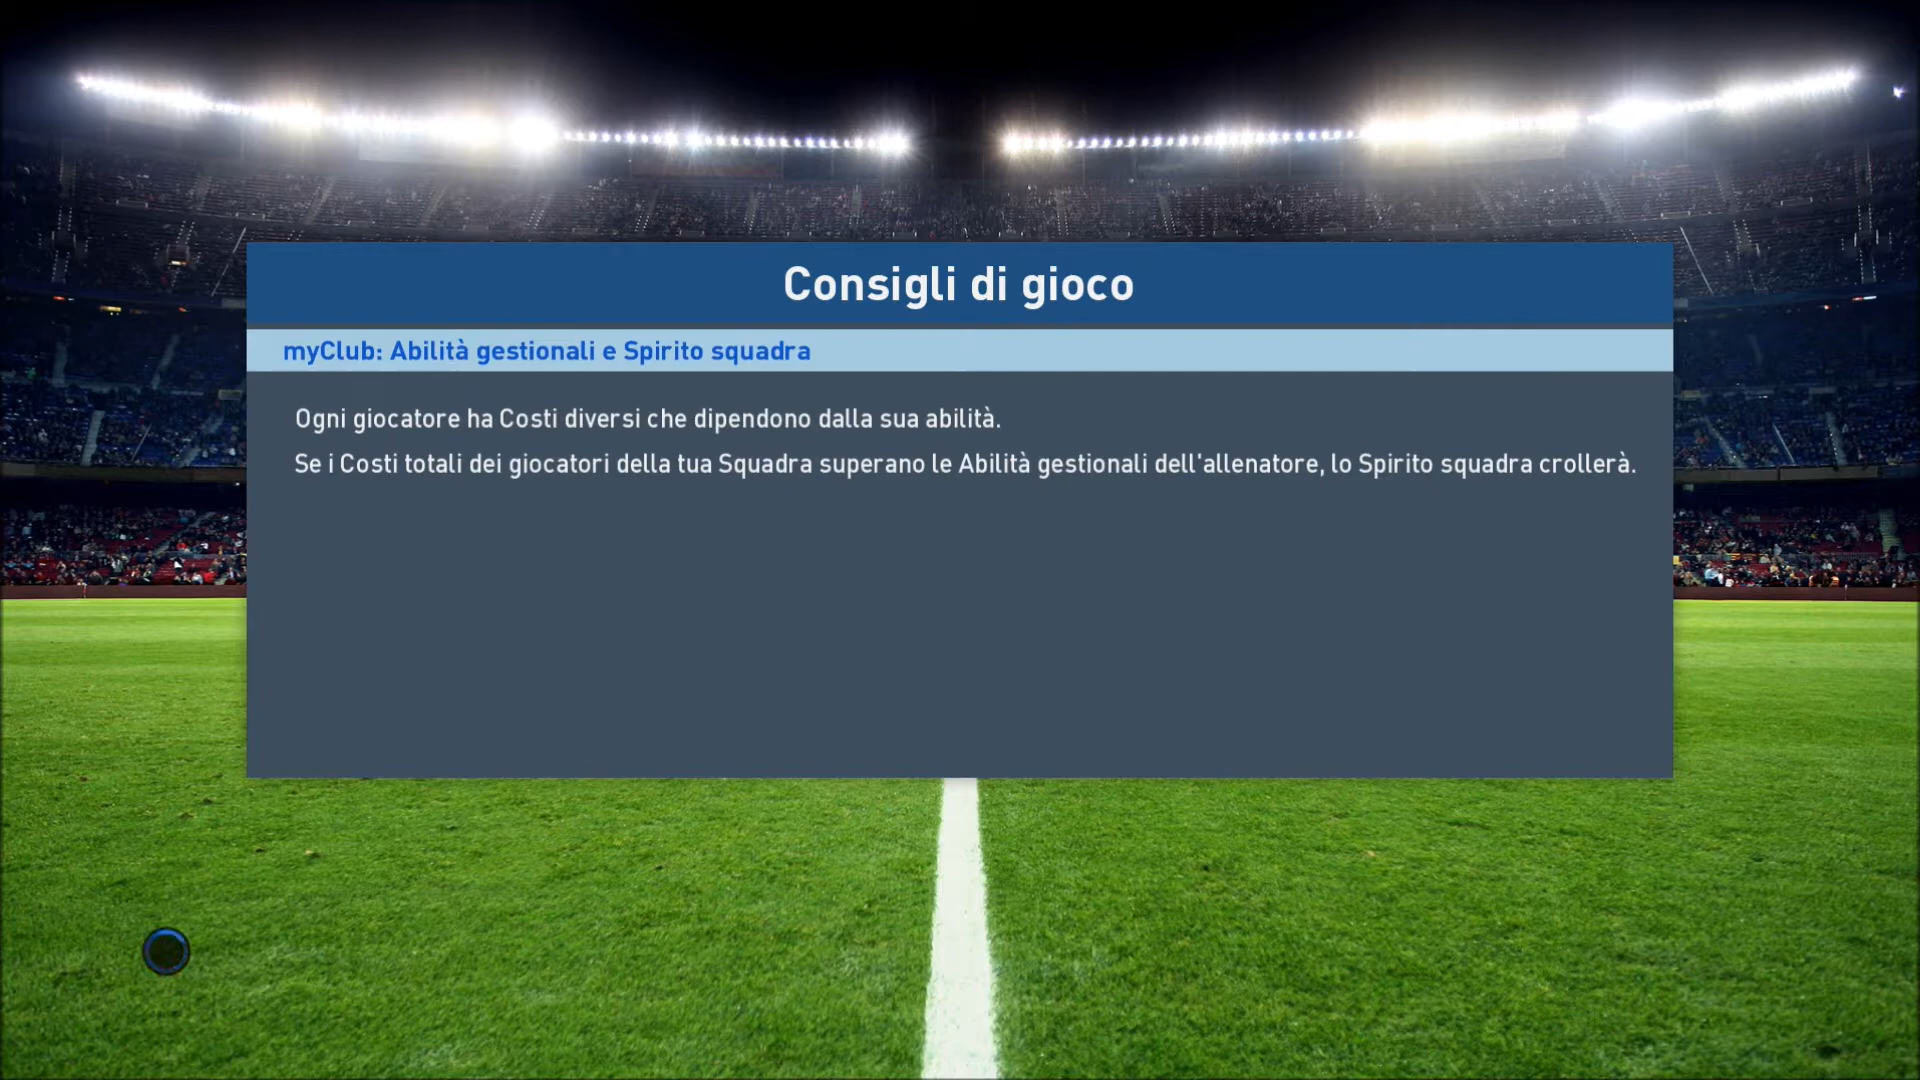 Consigli di gioco
myClub: Abilità gestionali e Spirito squadra
Ogni giocatore ha Costi diversi che dipendono dalla sua abilità.
Se i Costi totali dei giocatori della tua Squadra superano le Abilità gestionali dell'allenatore, lo Spirito squadra crollerà.